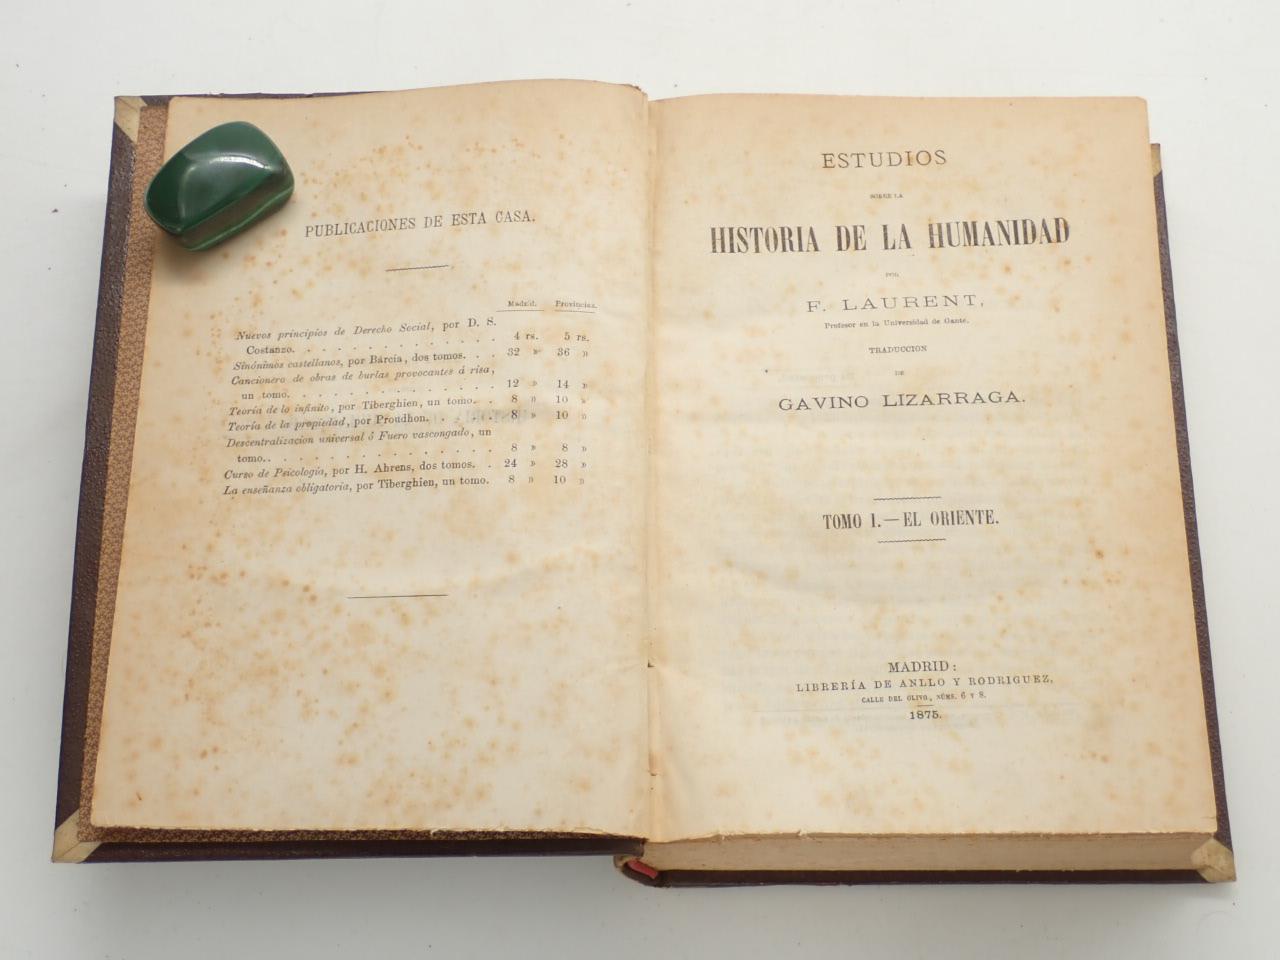 PUBLICACIONES DE ESTA CASA.
Madrid. Provincias.
Nuevos principios de Derecho Social, por D. S.
Costanzo. . . . . . . . . . . . . . 4 rs. 5 rs.
Sinónimos castellanos, por Bárcia, dos tomos. . . 32 » 36 »
Cancionero de obras de burlas provocantes á risa,
un tomo. . . . . . . . . . . . . . 12 » 14 »
Teoría de lo infinito, por Tiberghien, un tomo. . 8 » 10 »
Teoría de la propiedad, por Proudhon. . . . . 8 » 10 »
Descentralizacion universal ó Fuero vascongado, un
tomo. . . . . . . . . . . . . . . 8 » 8 »
Curso de Psicología, por H. Ahrens, dos tomos. . 24 » 28 »
La enseñanza obligatoria, por Tiberghien, un tomo. 8 » 10 »
ESTUDIOS
SOBRE LA
HISTORIA DE LA HUMANIDAD
POR
F. LAURENT,
Profesor en la Universidad de Gante.
TRADUCCION
DE
GAVINO LIZARRAGA.
TOMO I.—EL ORIENTE.
MADRID:
LIBRERÍA DE ANLLO Y RODRIGUEZ,
CALLE DEL OLIVO, NÚMS. 6 Y 8.
1875.